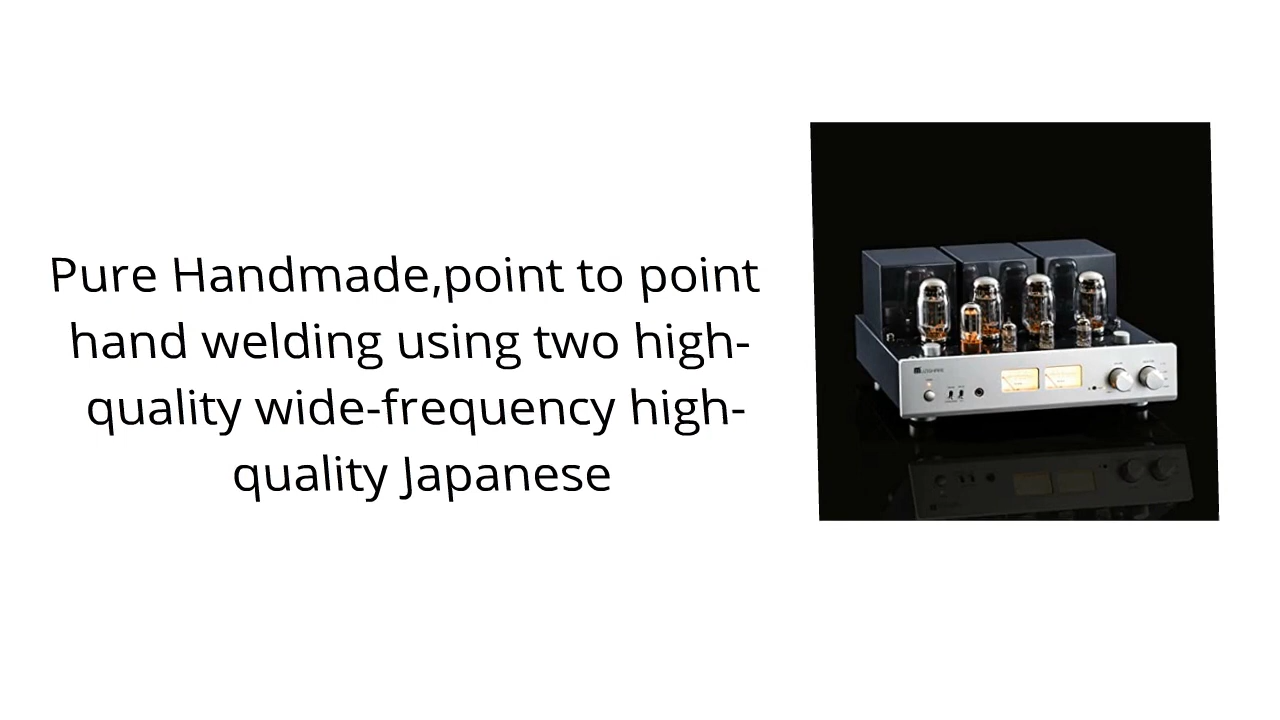 Pure Handmade,point to point
hand welding using two high-
quality wide-frequency high-
quality Japanese